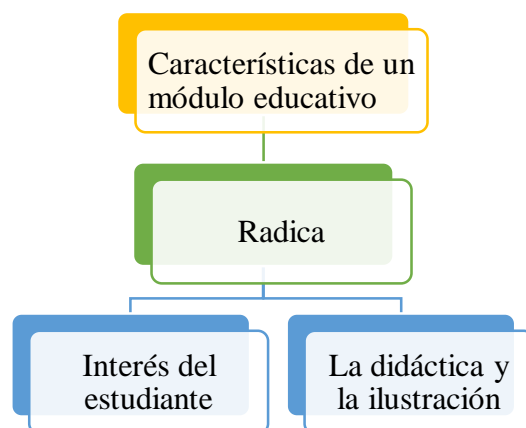 Características de un
módulo educativo
Radica
Interés del
estudiante
La didáctica y
la ilustración